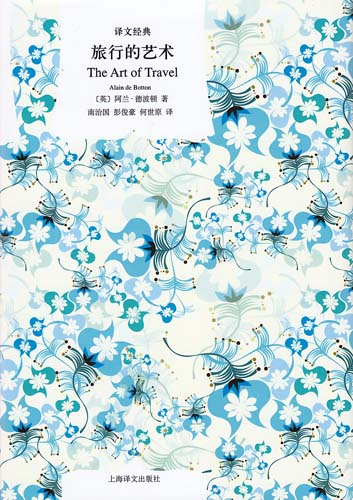 译文经典
旅行的艺术
The Art of Travel
Alain de Botton
〔英〕阿兰·德波顿 著
南治国 彭俊豪 何世原 译
上海译文出版社